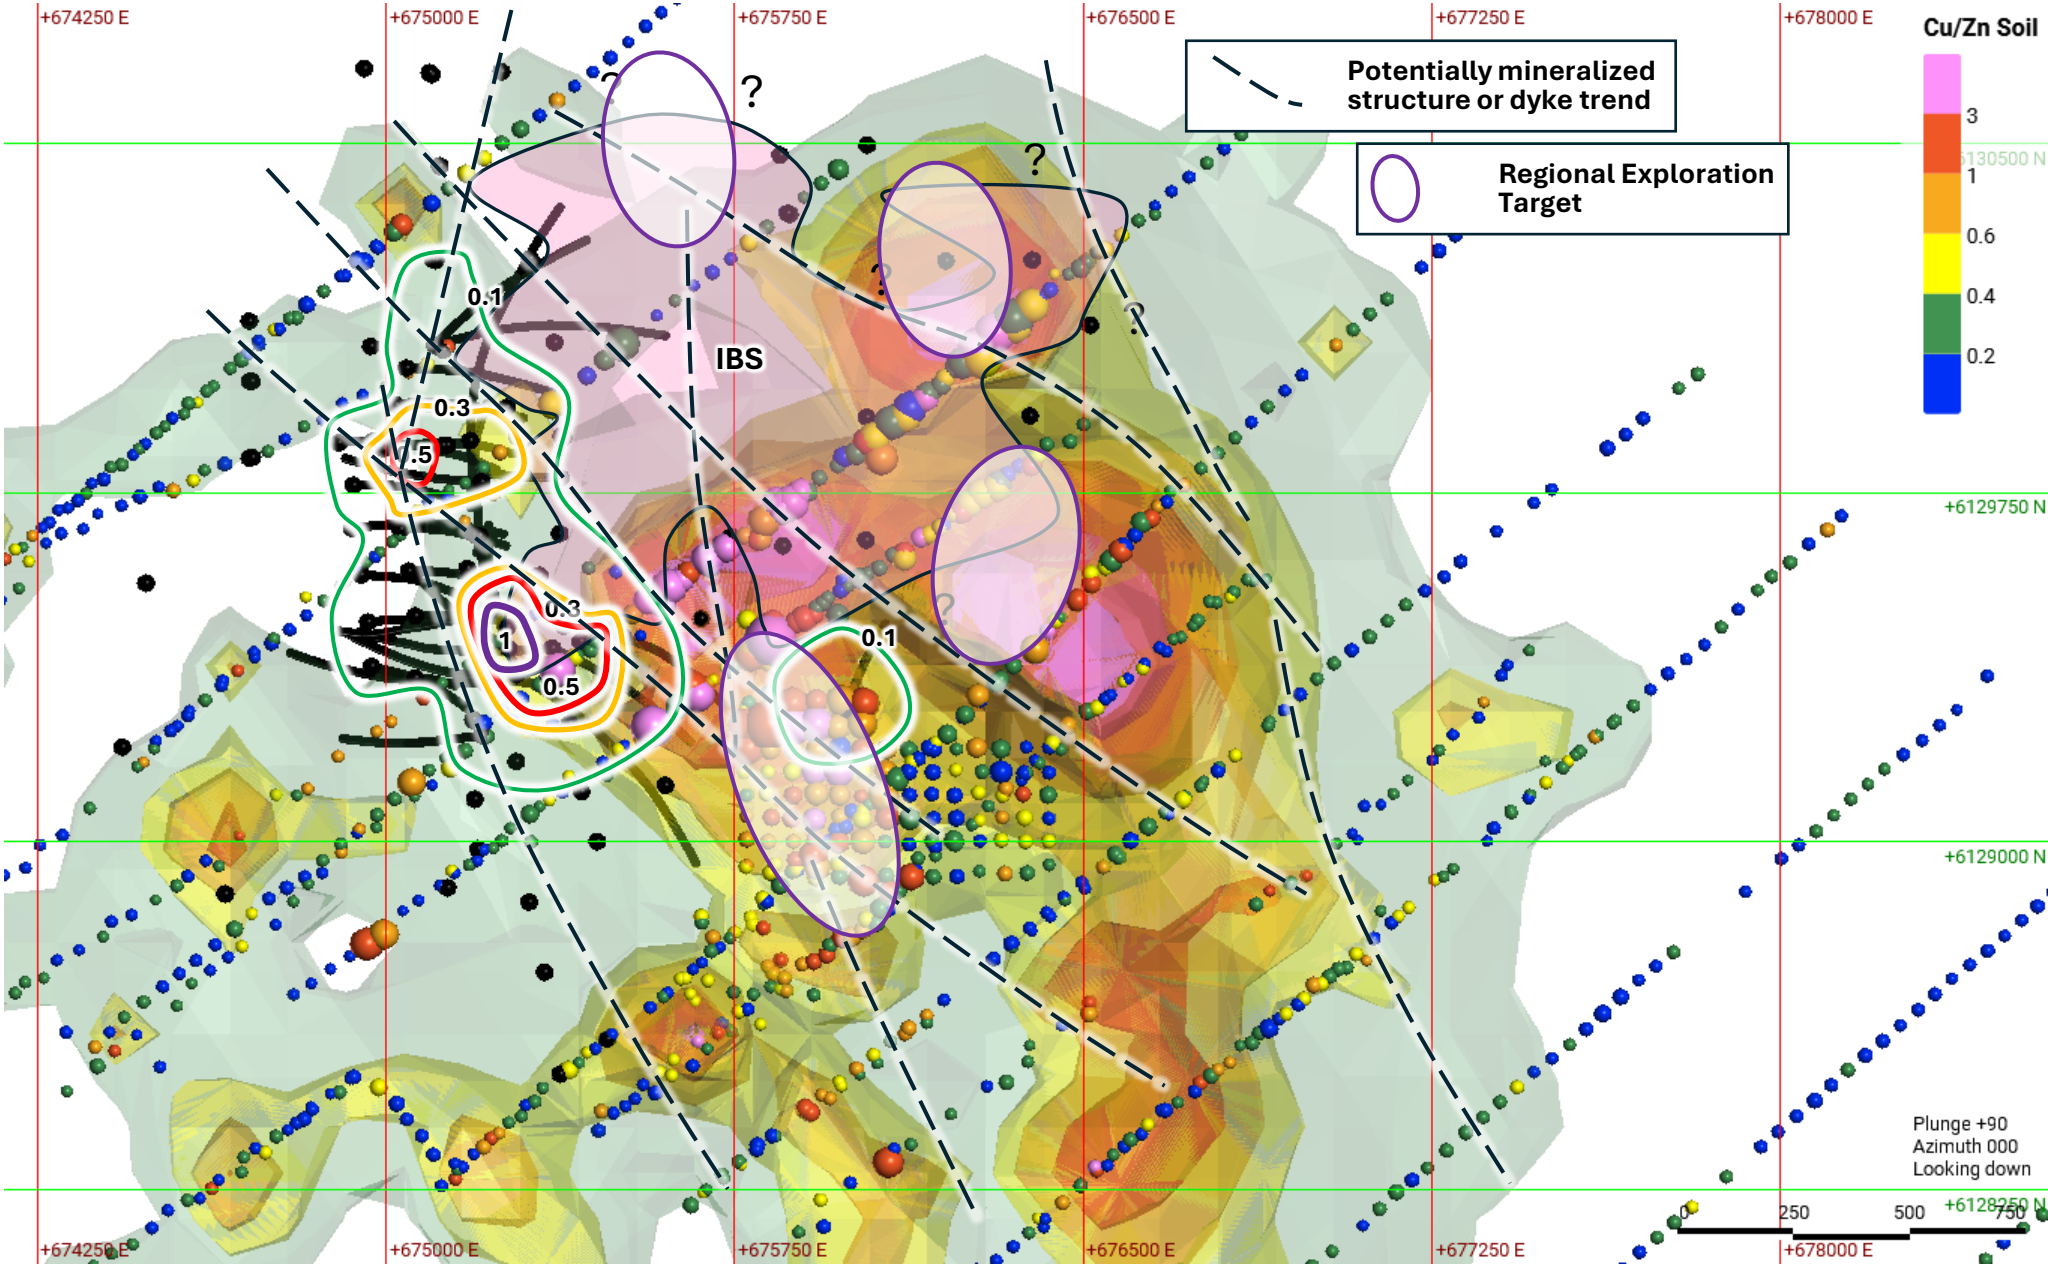 +674250 E
+675000 E
+675750 E
+676500 E
+677250 E
+678000 E
Cu/Zn Soil
3
1
0.6
0.4
0.2
Potentially mineralized
structure or dyke trend
Regional Exploration
Target
6130500 N
?
?
?
?
?
?
0.1
IBS
0.3
.5
+6129750 N
0.3
1
0.5
0.1
+6129000 N
Plunge +90
Azimuth 000
Looking down
+6128250 N
0
250
500
750
+674250 E
+675000 E
+675750 E
+676500 E
+677250 E
+678000 E